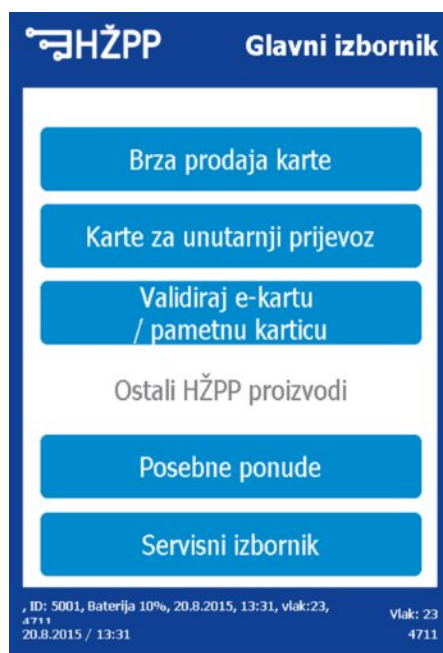 HŽPP
Glavni izbornik
Brza prodaja karte
Karte za unutarnji prijevoz
Validiraj e-kartu
/ pametnu karticu
Ostali HŽPP proizvodi
Posebne ponude
Servisni izbornik
, ID: 5001, Baterija 10%, 20.8.2015, 13:31, vlak:23,
4711
20.8.2015 / 13:31
Vlak: 23
4711